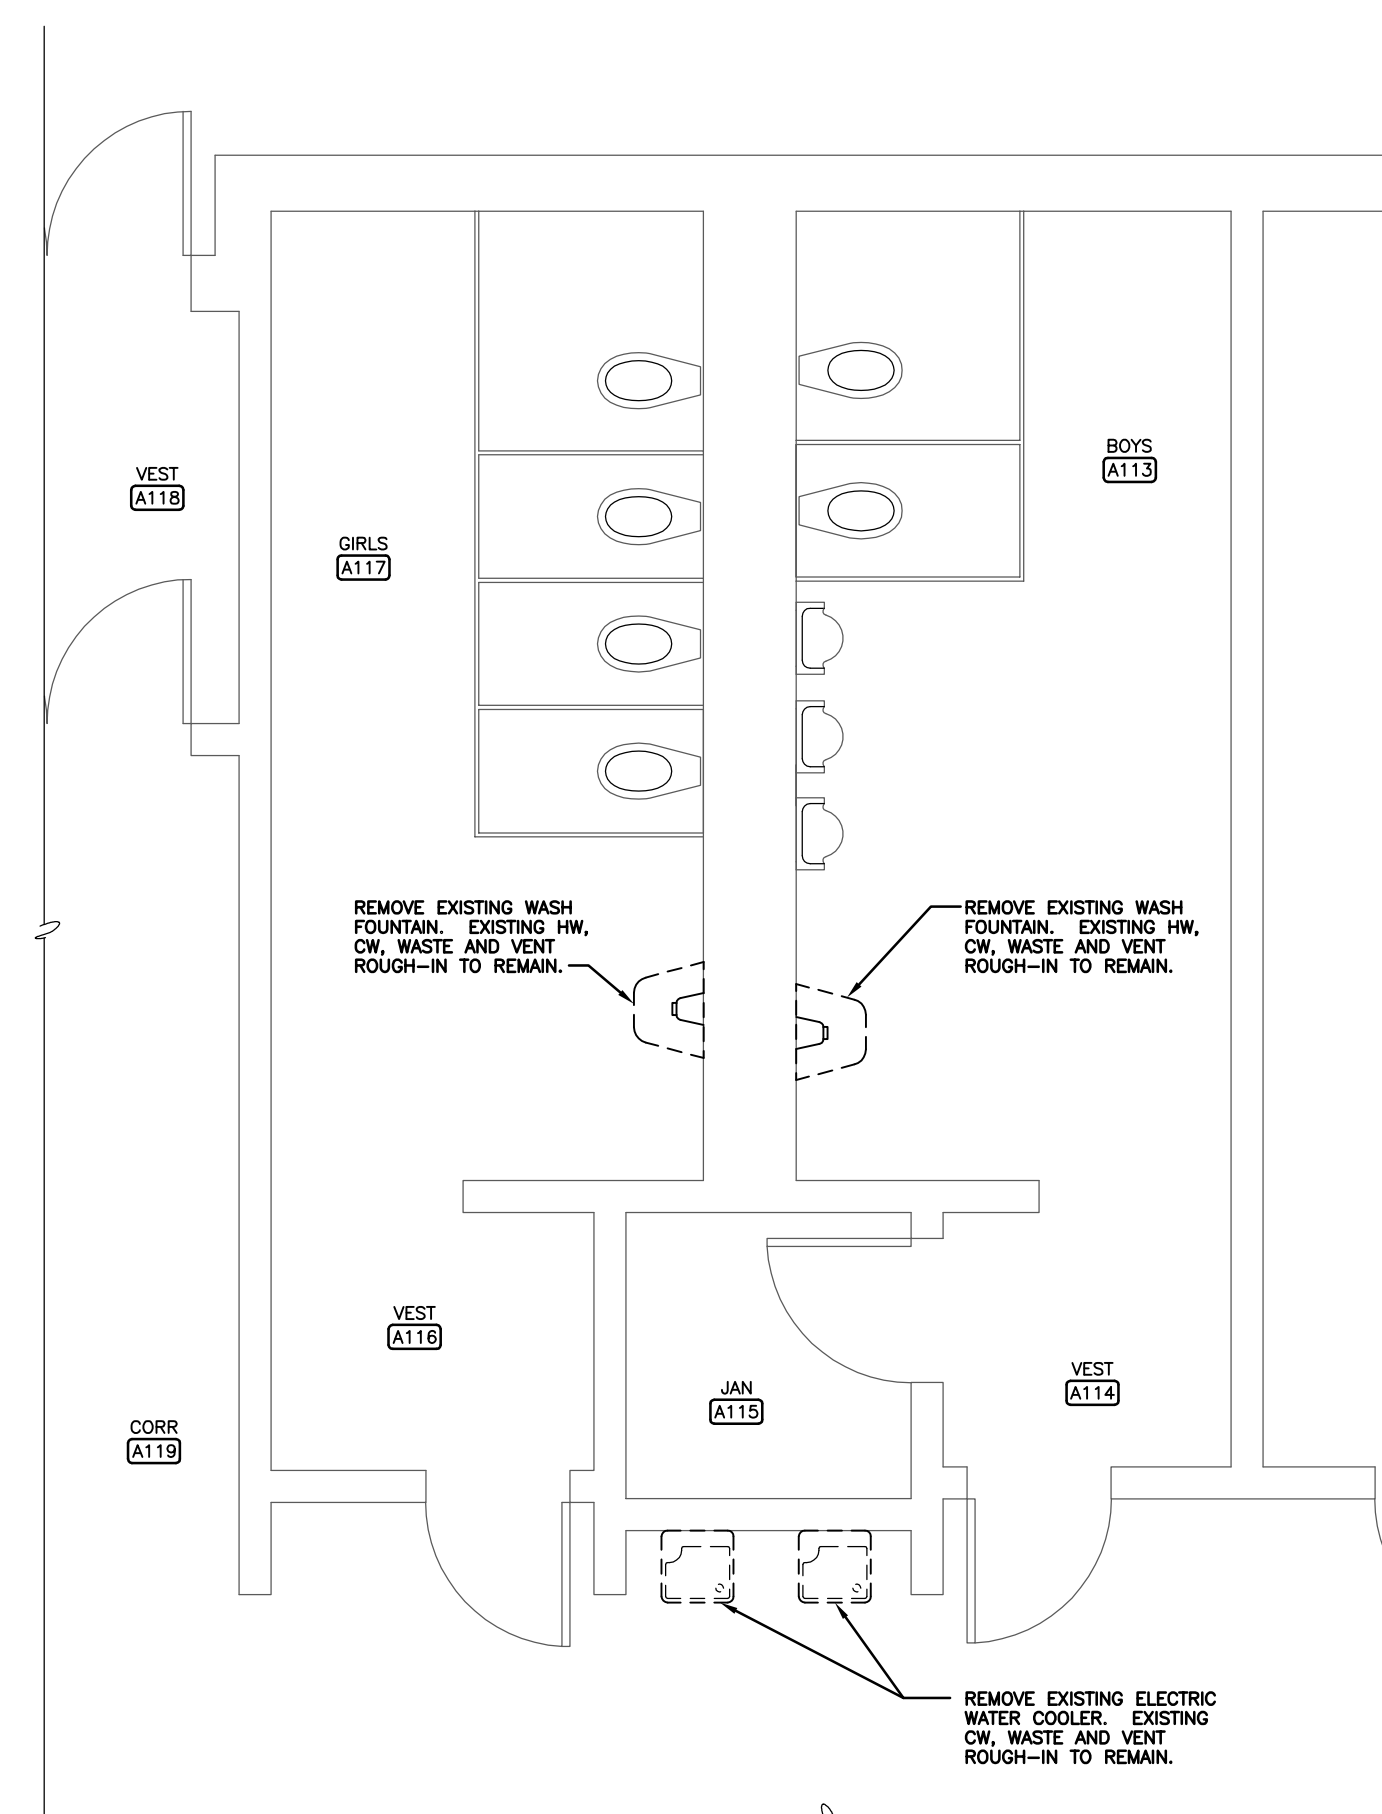 BOYS
A113
VEST
A118
GIRLS
A117
REMOVE EXISTING WASH
FOUNTAIN. EXISTING HW,
CW, WASTE AND VENT
ROUGH-IN TO REMAIN.
REMOVE EXISTING WASH
FOUNTAIN. EXISTING HW,
CW, WASTE AND VENT
ROUGH-IN TO REMAIN.
VEST
A116
VEST
A114
JAN
A115
CORR
A119
REMOVE EXISTING ELECTRIC
WATER COOLER. EXISTING
CW, WASTE AND VENT
ROUGH-IN TO REMAIN.